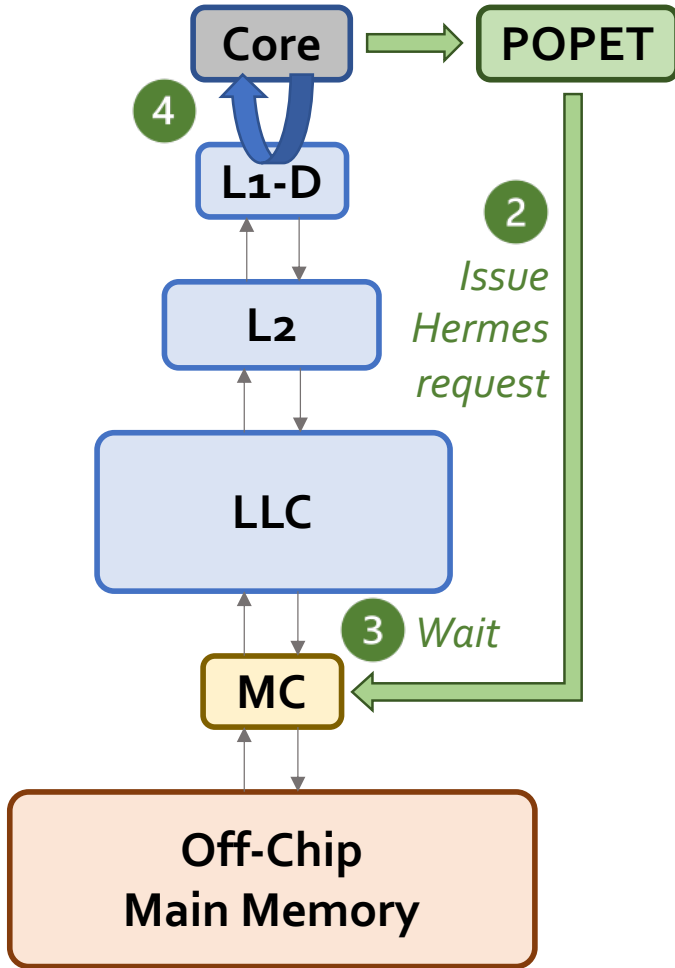 Core
POPET
4
L1-D
2
Issue
Hermes
request
L2
LLC
3 Wait
MC
Off-Chip
Main Memory